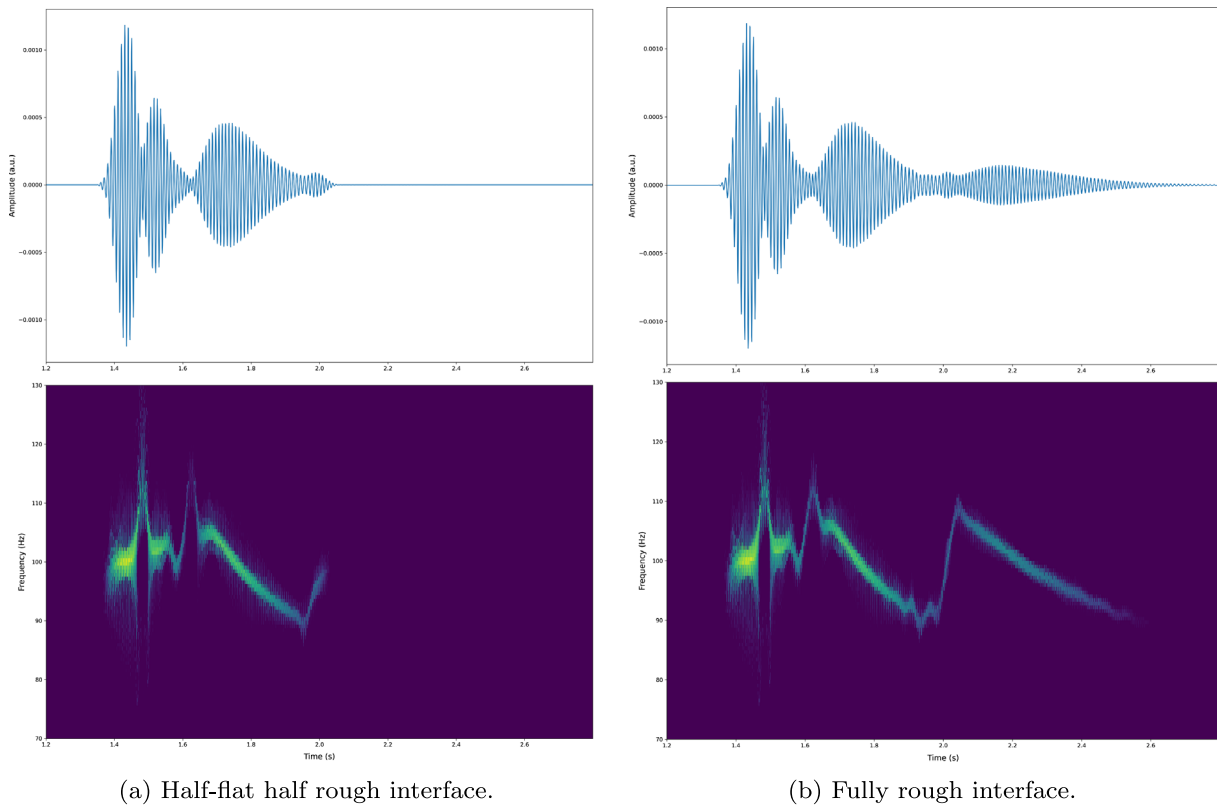 0.0010
0.0005
0.0000
−0.0005
−0.0010
Amplitude (a.u.)
1.2 1.4 1.6 1.8 2.0 2.2 2.4 2.6
130
120
110
100
90
80
70
Frequency (Hz)
1.2 1.4 1.6 1.8 2.0 2.2 2.4 2.6
Time (s)
(a) Half-flat half rough interface.
0.0010
0.0005
0.0000
−0.0005
−0.0010
Amplitude (a.u.)
1.2 1.4 1.6 1.8 2.0 2.2 2.4 2.6
130
120
110
100
90
80
70
Frequency (Hz)
1.2 1.4 1.6 1.8 2.0 2.2 2.4 2.6
Time (s)
(b) Fully rough interface.